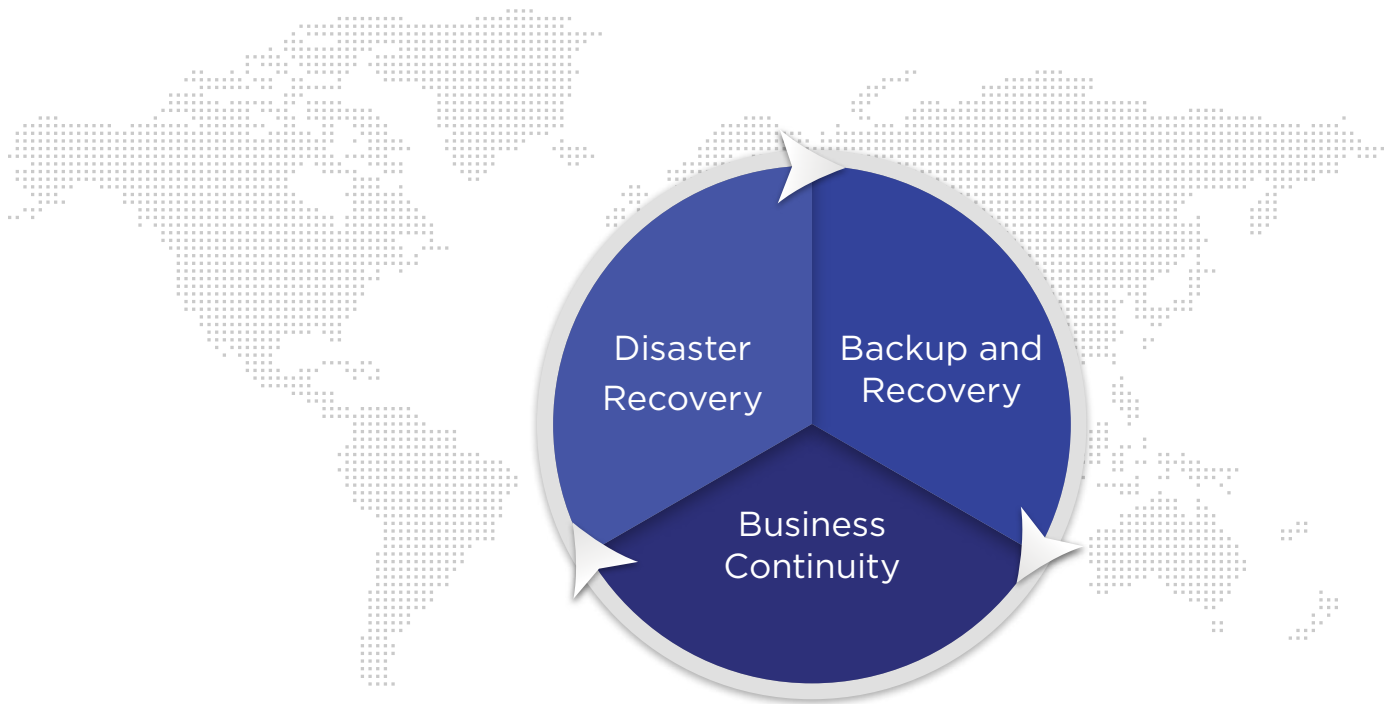 Disaster
Recovery
Backup and
Recovery
Business
Continuity